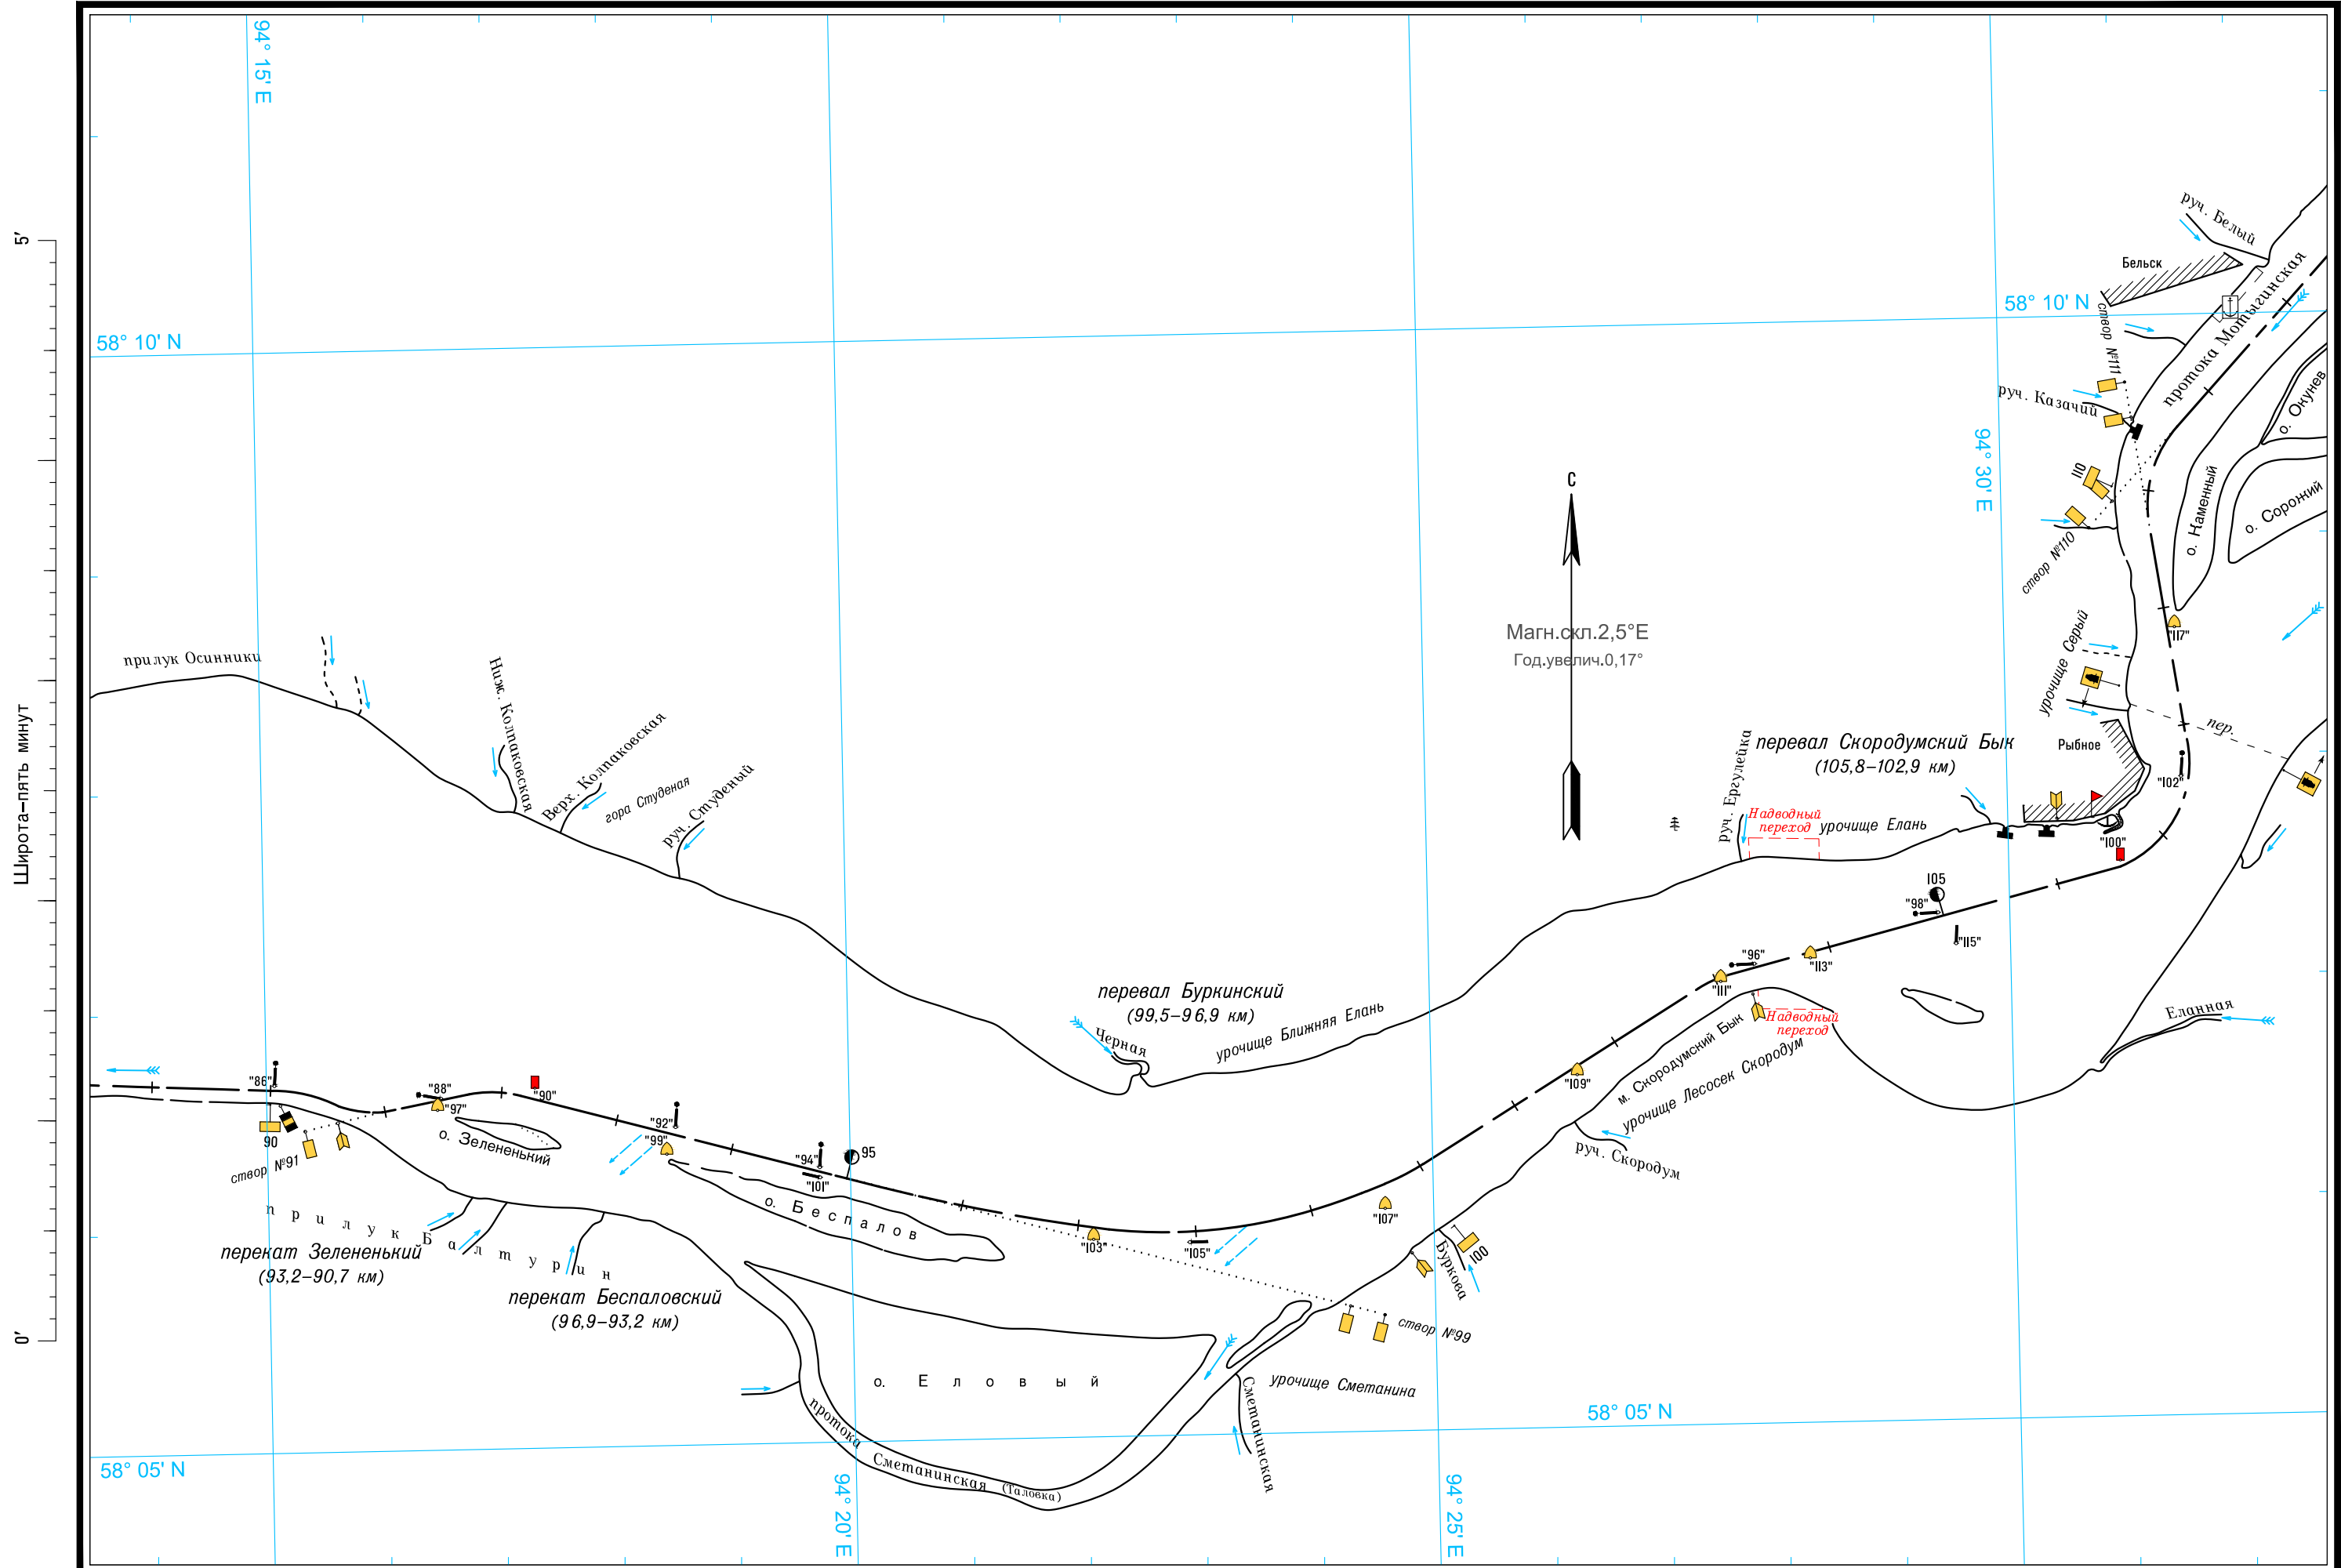 94° 15' E
руч. Белый
Бельск
58° 10' N
протока Мотыгинская
створ №111
5'
58° 10' N
руч. Казачий
о. Окунев
94° 30' E
110
С
о. Каменный
о. Сорожий
створ №110
Магн.скл.2,5°E
Год.увелич.0,17°
"117"
урочище Серый
прилук Осинники
Ниж. Колпаковская
Верх. Колпаковская
гора Студеная
руч. Студеный
Широта–пять минут
пер.
перевал Скородумский Бык
(105,8–102,9 км)
Рыбное
"102"
руч. Ергулейка
Надводный
переход
урочище Елань
"100"
105
"98"
"115"
"96"
"113"
"111"
перевал Буркинский
(99,5–96,9 км)
Черная
урочище Ближняя Елань
Еланная
Надводный
переход
м. Скородумский Бык
урочище Лесосек Скородум
"109"
руч. Скородум
"86"
"88"
"97"
"90"
90
"92"
"99"
о. Зелененький
створ №91
"94"
95
"101"
о. Беспалов
прилук Балтурин
перекат Зелененький
(93,2–90,7 км)
перекат Беспаловский
(96,9–93,2 км)
"103"
"105"
"107"
100
Буркова
створ №99
0'
о. Еловый
урочище Сметанина
Сметанинская
протока Сметанинская (Таловка)
58° 05' N
58° 05' N
94° 20' E
94° 25' E